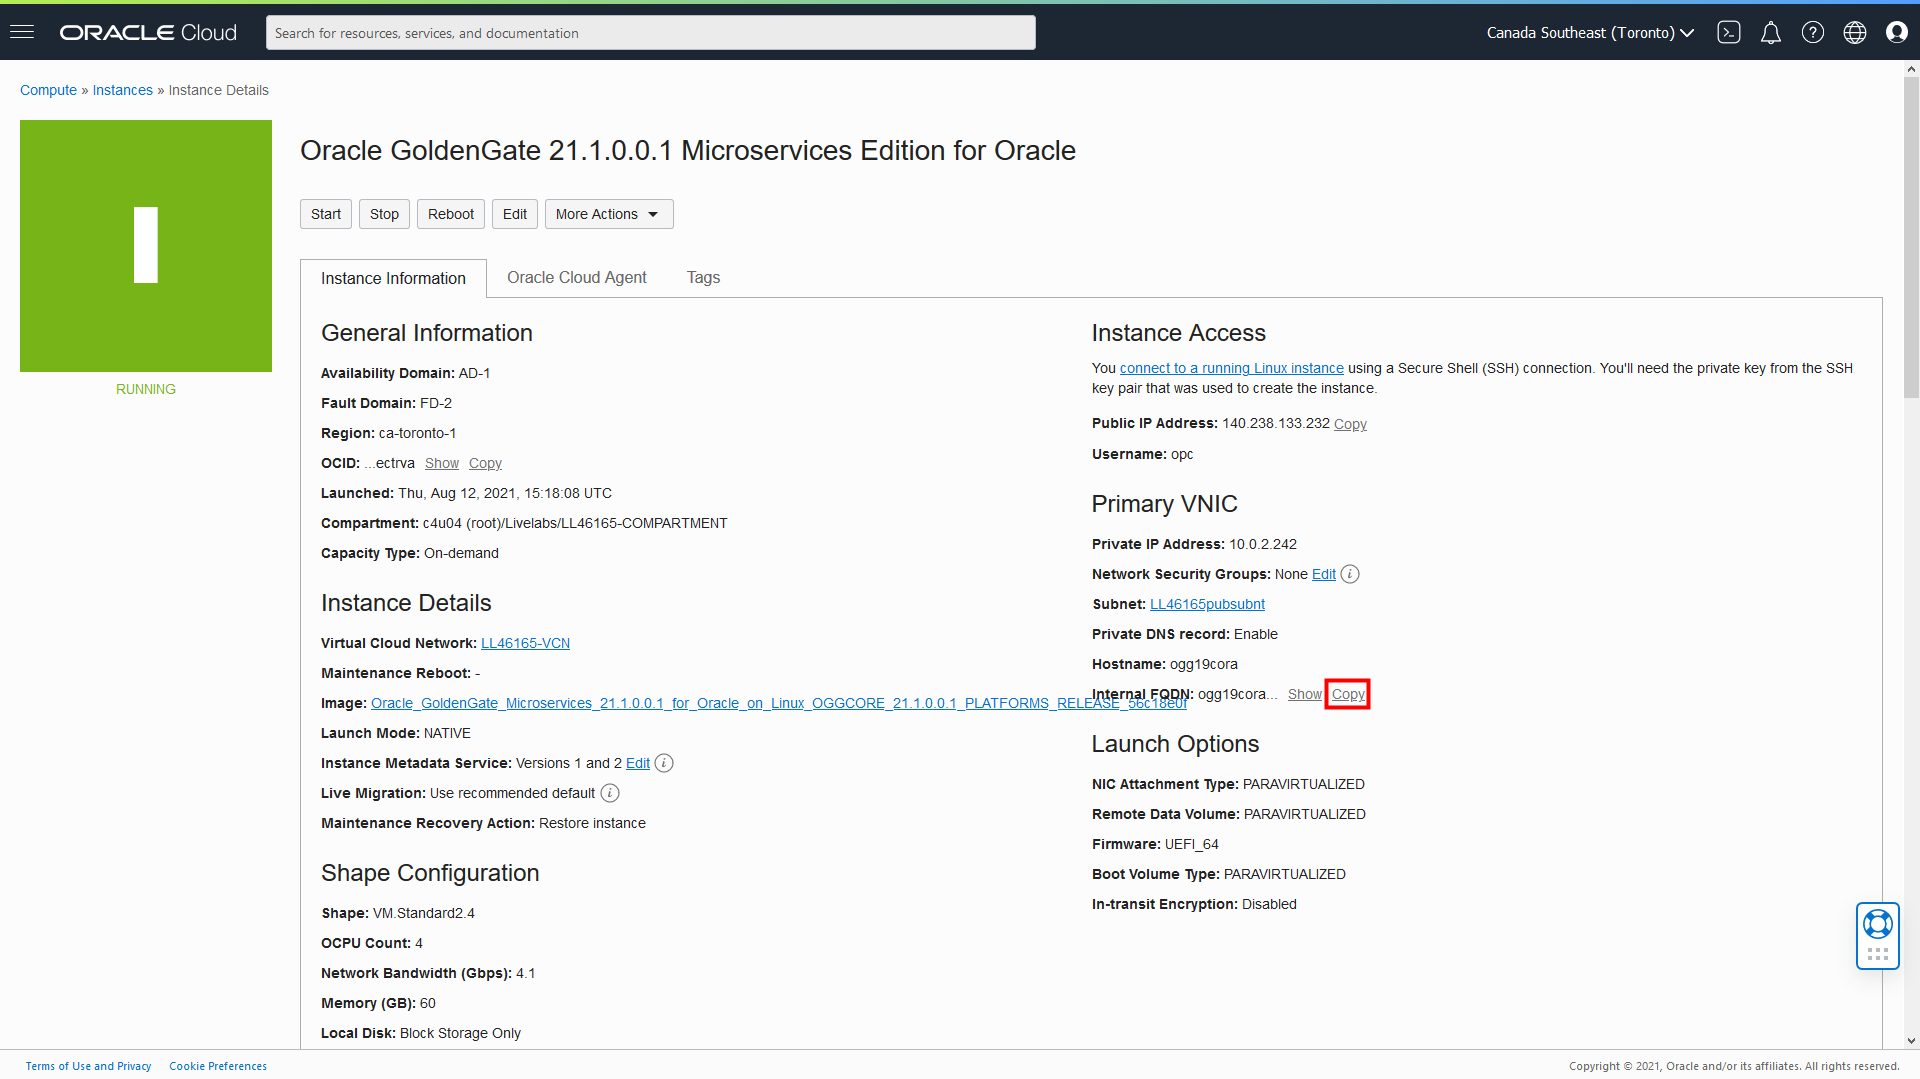 ORACLE Cloud
Search for resources, services, and documentation
Canada Southeast (Toronto)
Compute » Instances » Instance Details
Oracle GoldenGate 21.1.0.0.1 Microservices Edition for Oracle
Start Stop Reboot Edit More Actions
RUNNING
Instance Information Oracle Cloud Agent Tags
General Information
Availability Domain: AD-1
Fault Domain: FD-2
Region: ca-toronto-1
OCID: ...ectrva Show Copy
Launched: Thu, Aug 12, 2021, 15:18:08 UTC
Compartment: c4u04 (root)/Livelabs/LL46165-COMPARTMENT
Capacity Type: On-demand
Instance Details
Virtual Cloud Network: LL46165-VCN
Maintenance Reboot: -
Image: Oracle_GoldenGate_Microservices_21.1.0.0.1_for_Oracle_on_Linux_OGGCORE_21.1.0.0.1_PLATFORMS_RELEASE_56c18e0f
Launch Mode: NATIVE
Instance Metadata Service: Versions 1 and 2 Edit
Live Migration: Use recommended default
Maintenance Recovery Action: Restore instance
Shape Configuration
Shape: VM.Standard2.4
OCPU Count: 4
Network Bandwidth (Gbps): 4.1
Memory (GB): 60
Local Disk: Block Storage Only
Instance Access
You connect to a running Linux instance using a Secure Shell (SSH) connection. You'll need the private key from the SSH
key pair that was used to create the instance.
Public IP Address: 140.238.133.232 Copy
Username: opc
Primary VNIC
Private IP Address: 10.0.2.242
Network Security Groups: None Edit
Subnet: LL46165pubsubnt
Private DNS record: Enable
Hostname: ogg19cora
Internal FQDN: ogg19cora... Show Copy
Launch Options
NIC Attachment Type: PARAVIRTUALIZED
Remote Data Volume: PARAVIRTUALIZED
Firmware: UEFI_64
Boot Volume Type: PARAVIRTUALIZED
In-transit Encryption: Disabled
Terms of Use and Privacy Cookie Preferences
Copyright © 2021, Oracle and/or its affiliates. All rights reserved.